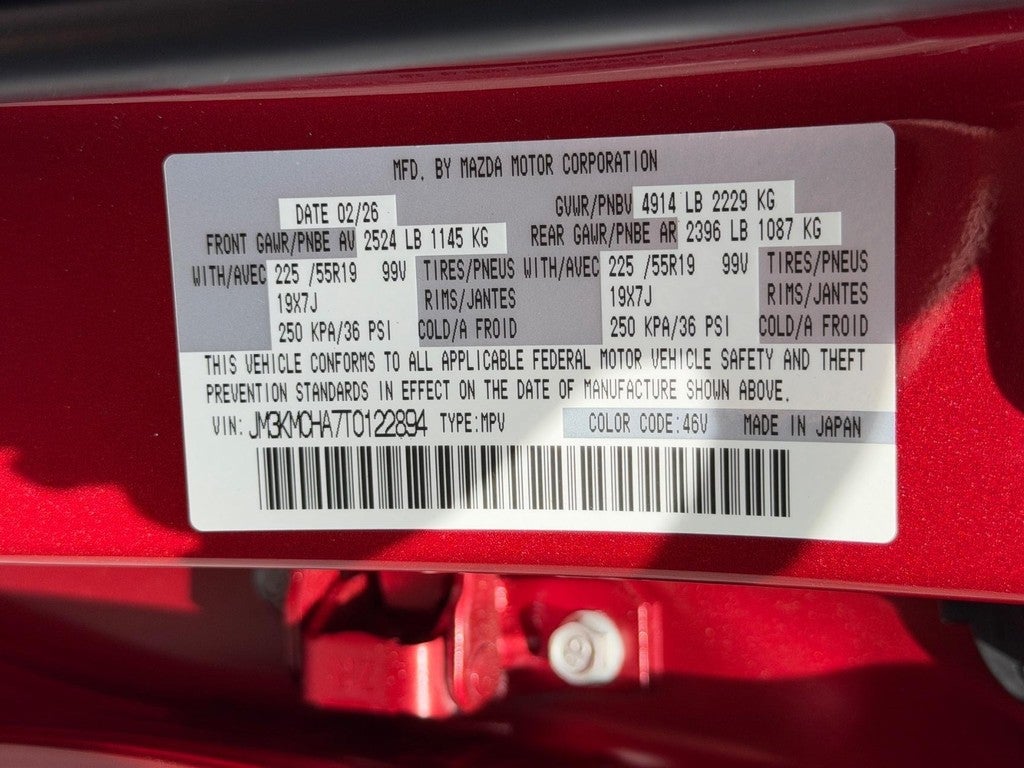 MFD. BY MAZDA MOTOR CORPORATION
DATE 02/26 GVWR/PNBV 4914 LB 2229 KG
FRONT GAWR/PNBE AV 2524 LB 1145 KG REAR GAWR/PNBE AR 2396 LB 1087 KG
WITH/AVEC 225 /55R19 99V TIRES/PNEUS WITH/AVEC 225 /55R19 99V TIRES/PNEUS
19X7J RIMS/JANTES 19X7J RIMS/JANTES
250 KPA/36 PSI COLD/A FROID 250 KPA/36 PSI COLD/A FROID
THIS VEHICLE CONFORMS TO ALL APPLICABLE FEDERAL MOTOR VEHICLE SAFETY AND THEFT
PREVENTION STANDARDS IN EFFECT ON THE DATE OF MANUFACTURE SHOWN ABOVE.
VIN: JM3KMCHA7T0122894 TYPE:MPV COLOR CODE:46V MADE IN JAPAN